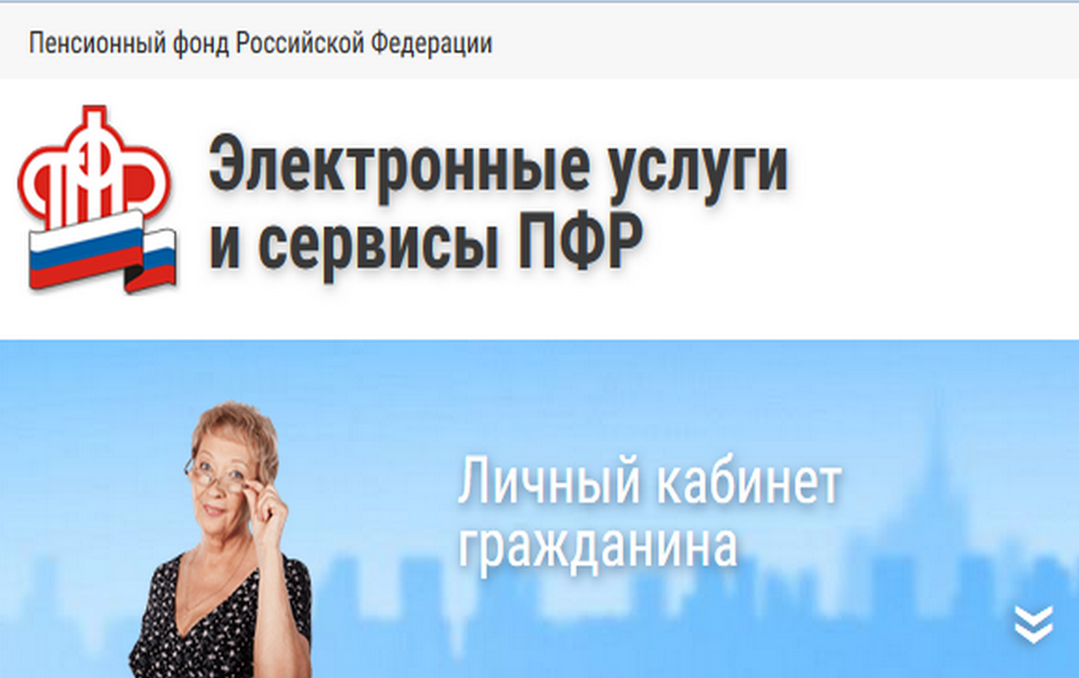 Пенсионный фонд Российской Федерации
Электронные услуги
и сервисы ПФР
Личный кабинет
гражданина